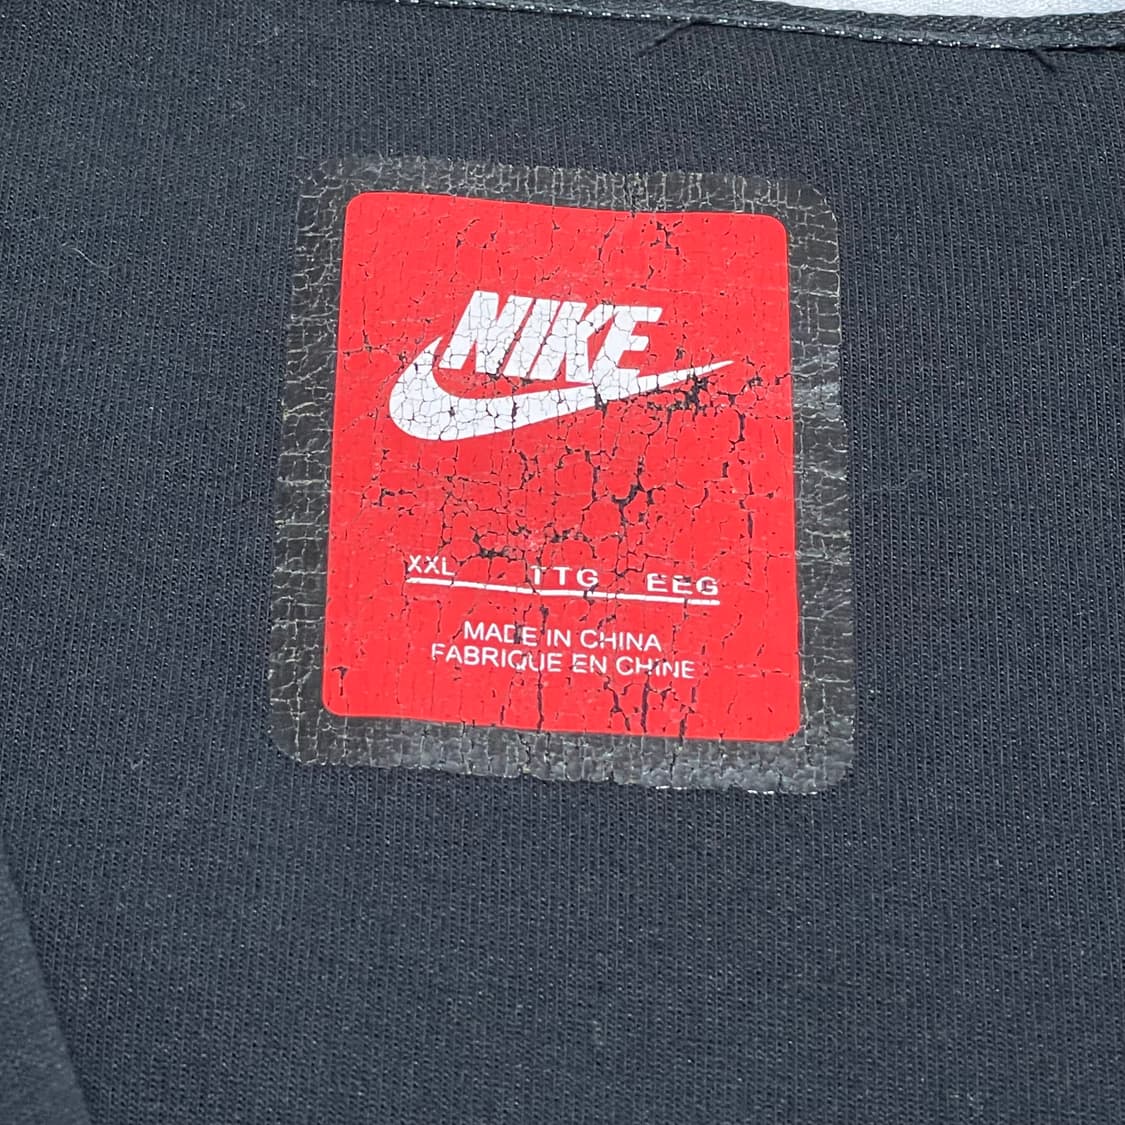 NIKE
XXL TTG EEG
MADE IN CHINA
FABRIQUE EN CHINE